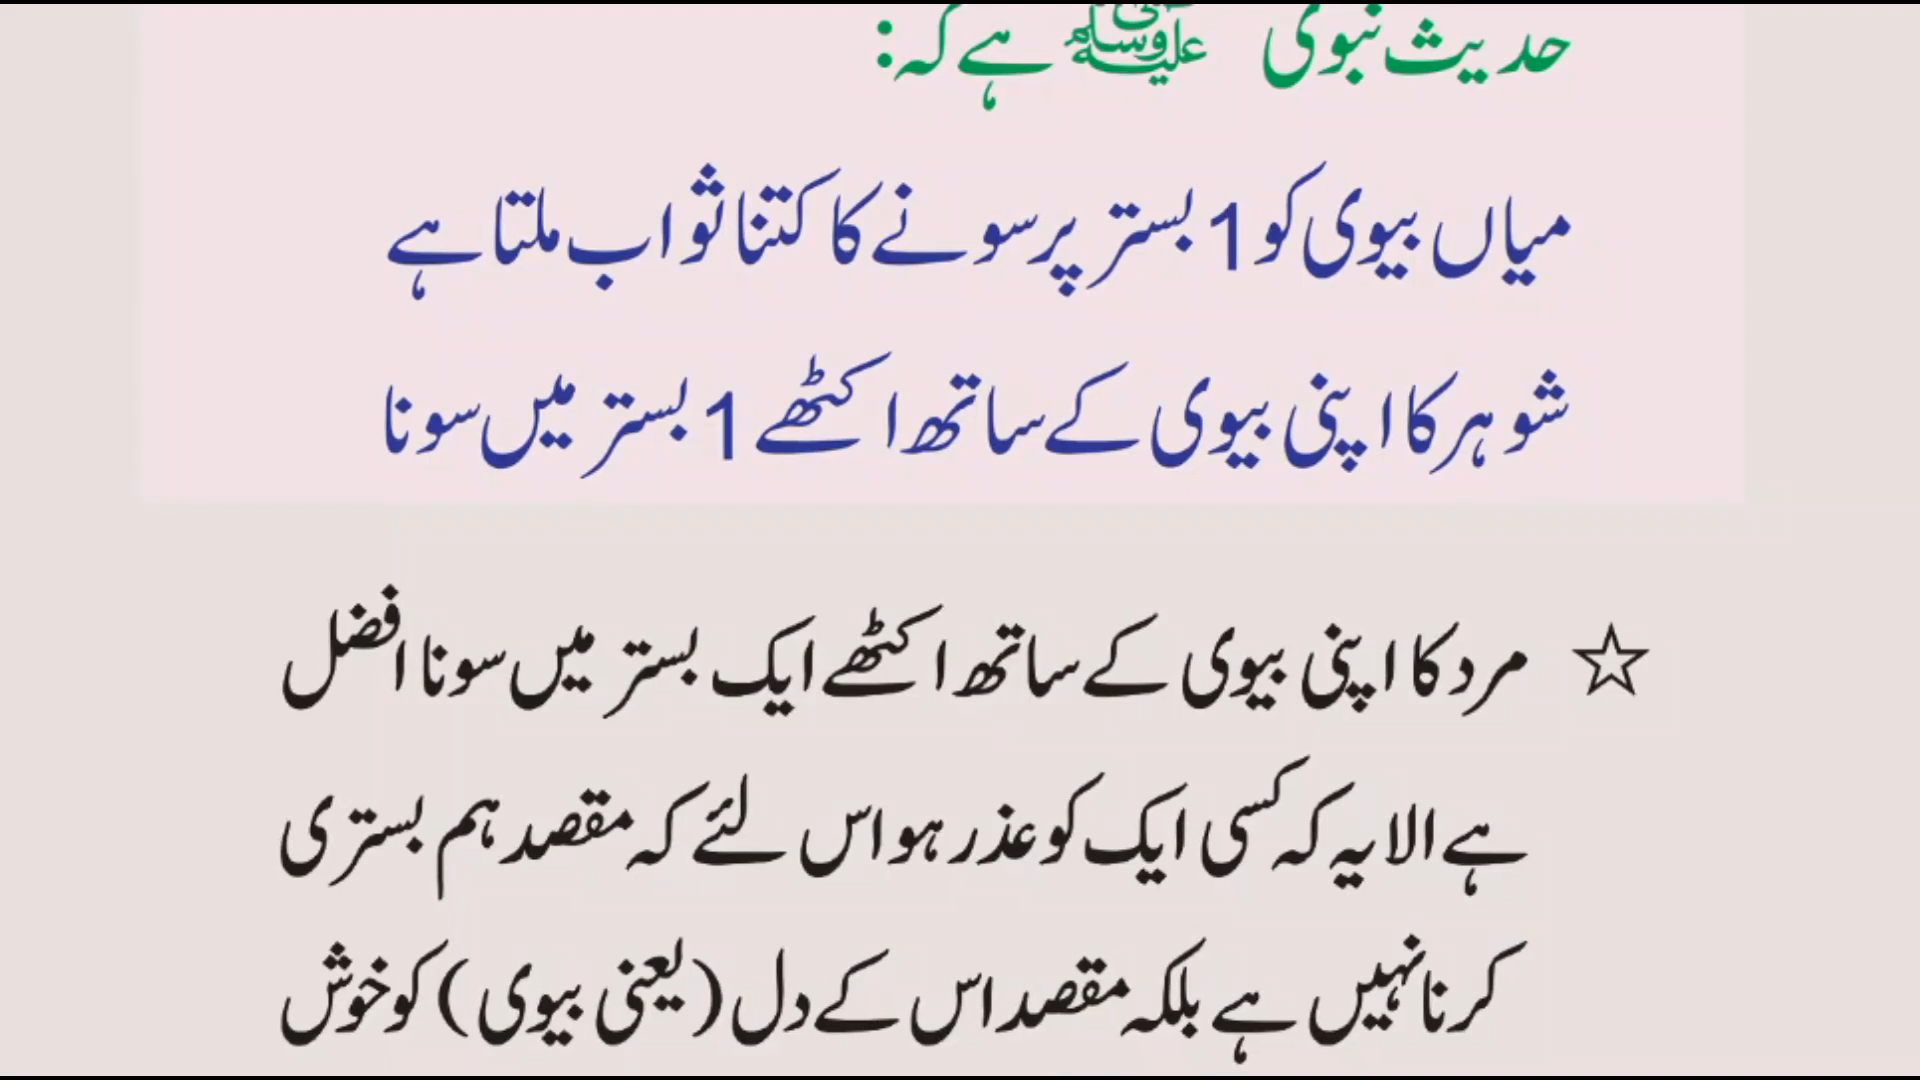 حدیث نبوی ﷺ ہے کہ:
میاں بیوی کو 1 بستر پر سونے کا کتنا ثواب ملتا ہے
شوہر کا اپنی بیوی کے ساتھ اکٹھے 1 بستر میں سونا
☆ مرد کا اپنی بیوی کے ساتھ اکٹھے ایک بستر میں سونا افضل
ہے الا یہ کہ کسی ایک کو عذر ہو اس لئے کہ مقصد ہم بستری
کرنا نہیں ہے بلکہ مقصد اس کے دل (یعنی بیوی) کو خوش